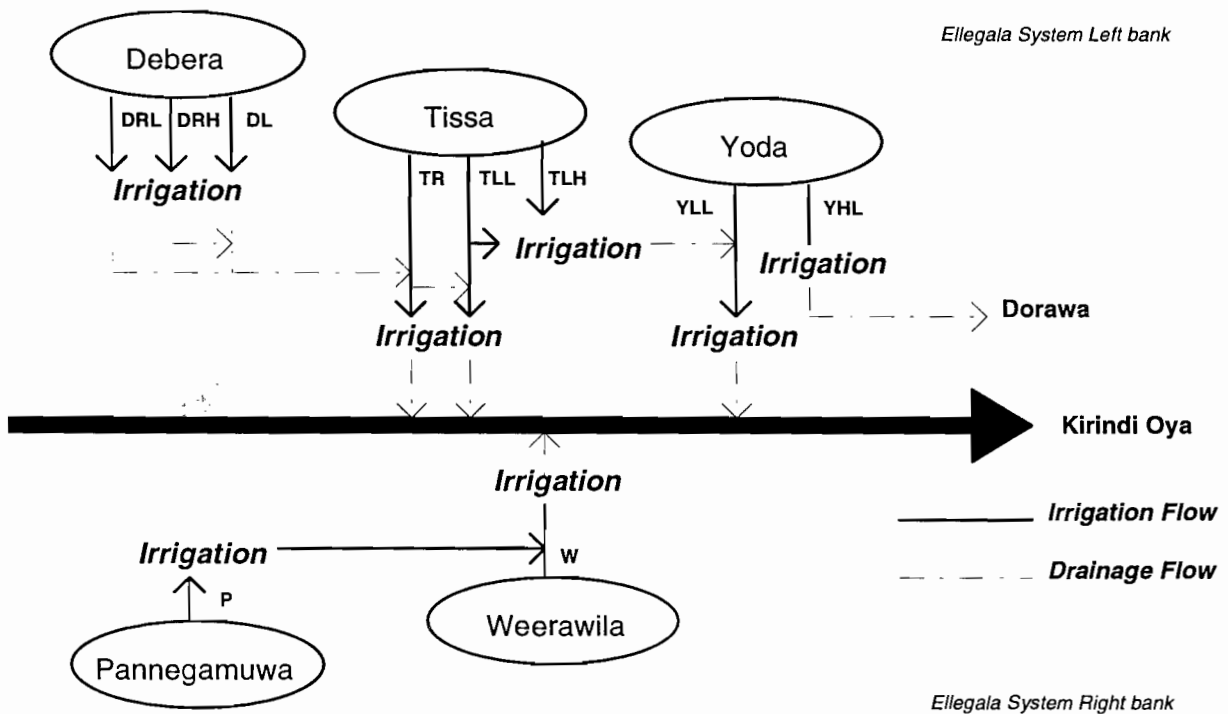 Ellegala System Left bank
Debera
DRL DRH DL
Irrigation
Tissa
TR TLL TLH
Irrigation
Irrigation
Yoda
YLL YHL
Irrigation
Irrigation
Dorawa
Kirindi Oya
Irrigation
Irrigation
P
Pannegamuwa
W
Weerawila
Irrigation Flow
Drainage Flow
Ellegala System Right bank